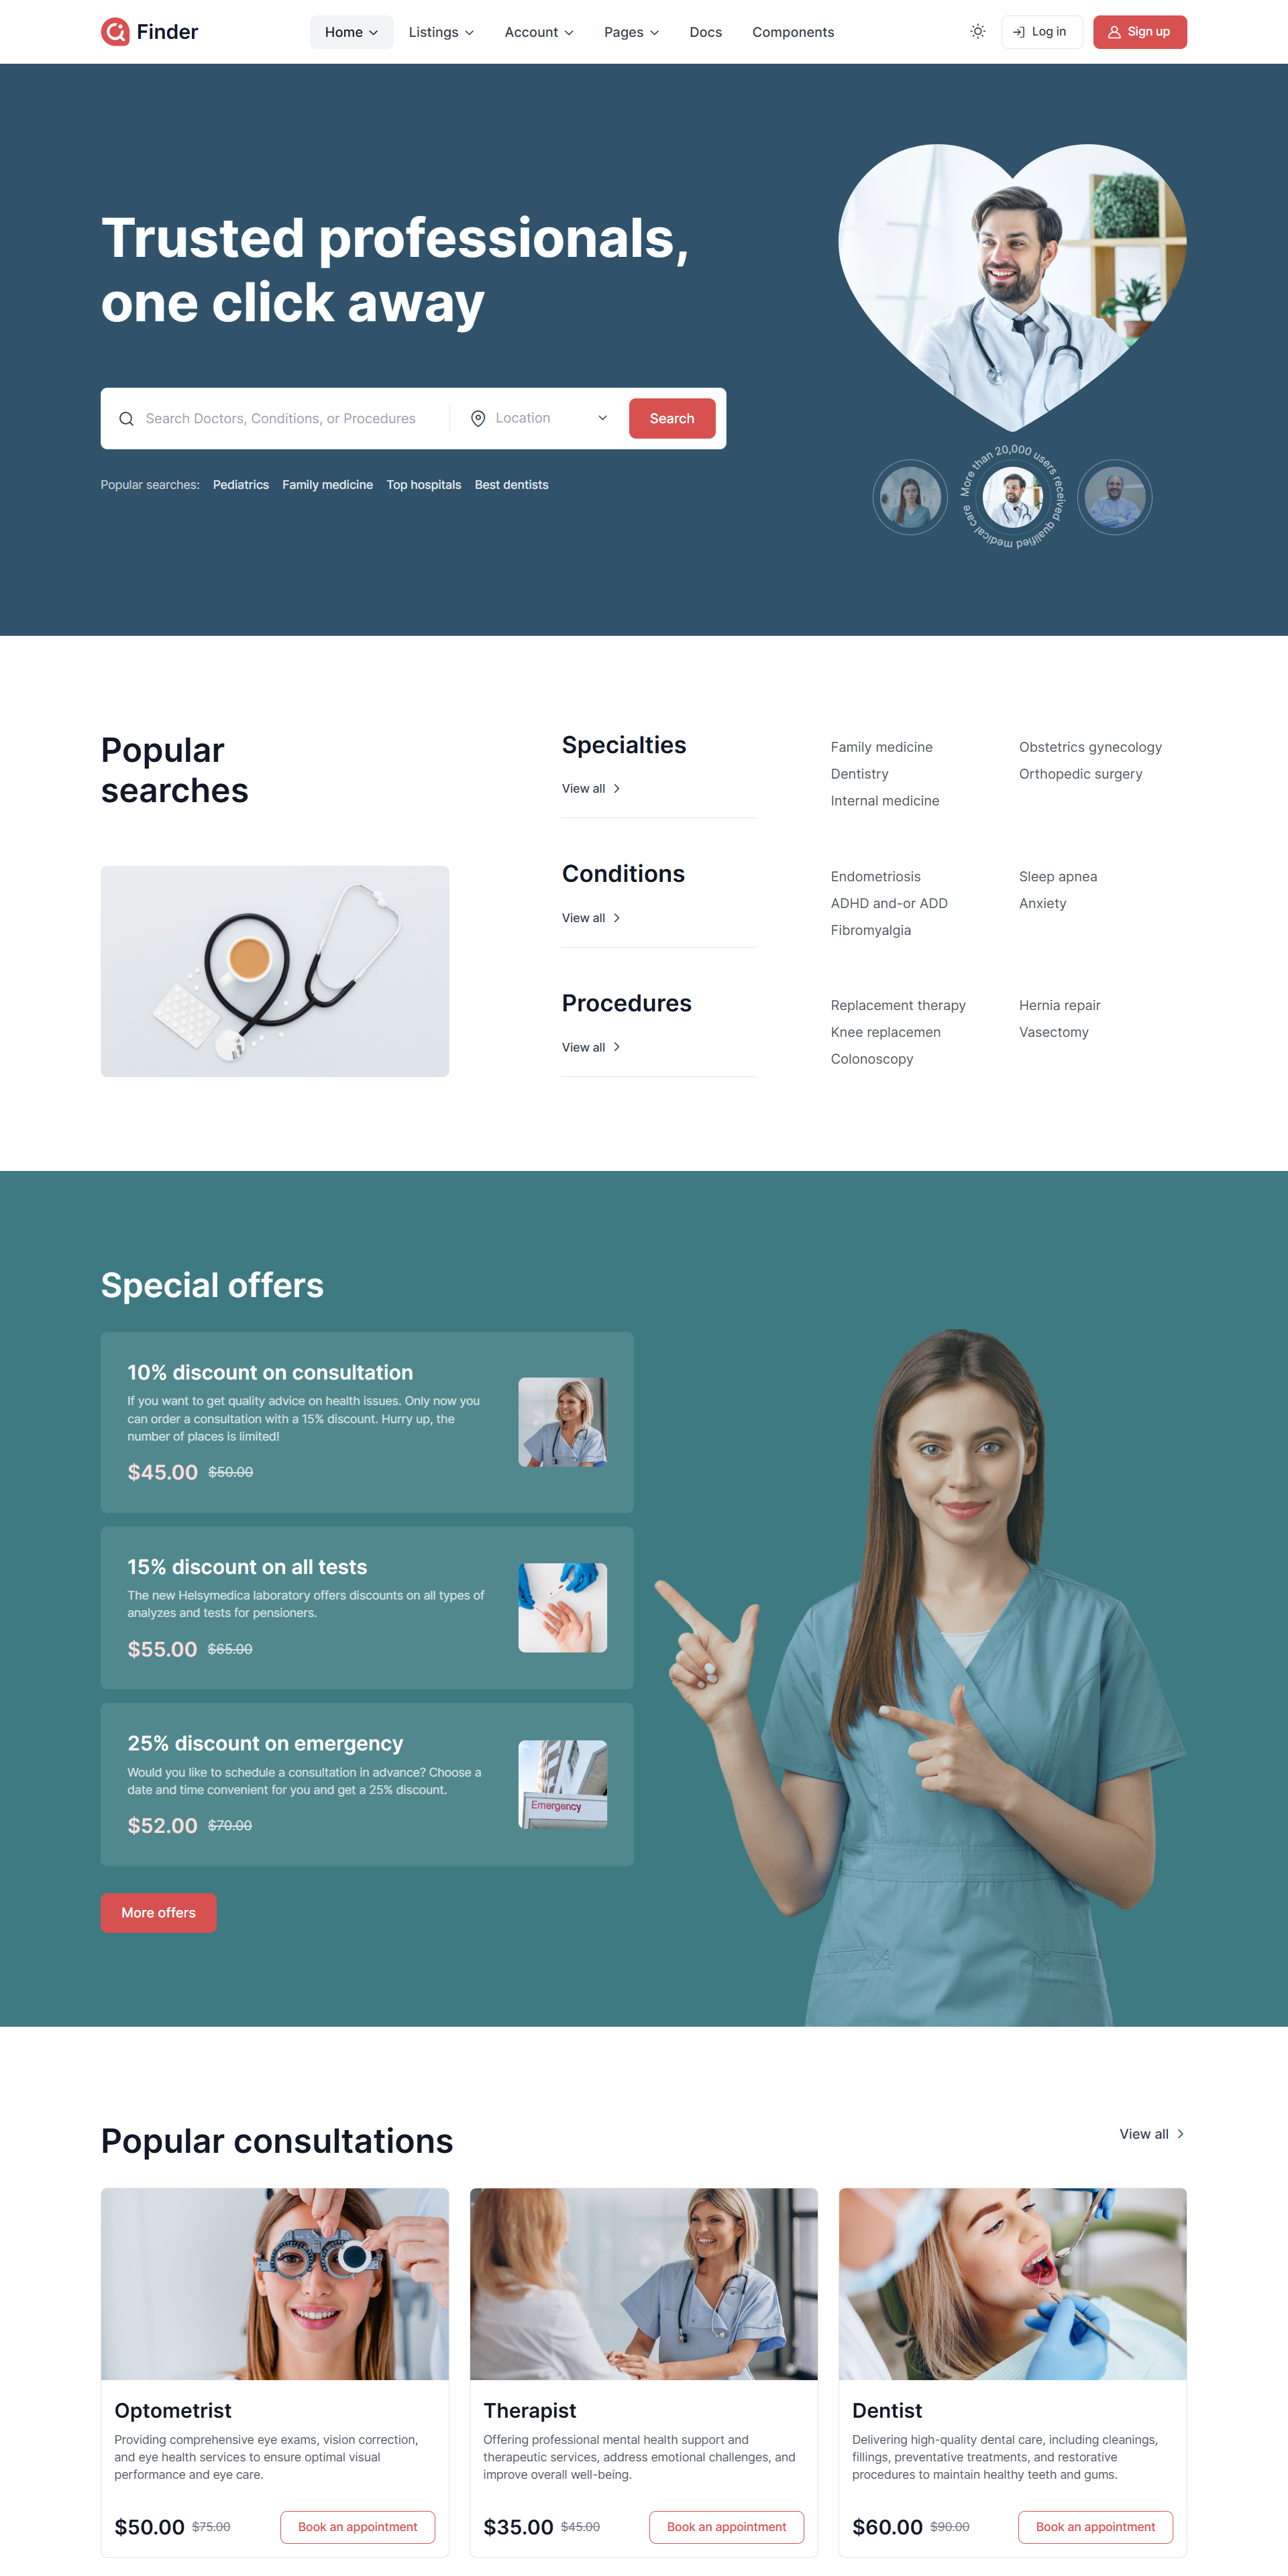 Finder
Home
Listings
Account
Pages
Docs
Components
Log in
Sign up
Trusted professionals,
one click away
Search Doctors, Conditions, or Procedures
Location
Search
Popular searches:
Pediatrics
Family medicine
Top hospitals
Best dentists
More than 20,000 users received qualified medical care
Popular
searches
Specialties
View all
Family medicine
Dentistry
Internal medicine
Obstetrics gynecology
Orthopedic surgery
Conditions
View all
Endometriosis
ADHD and-or ADD
Fibromyalgia
Sleep apnea
Anxiety
Procedures
View all
Replacement therapy
Knee replacemen
Colonoscopy
Hernia repair
Vasectomy
Special offers
10% discount on consultation
If you want to get quality advice on health issues. Only now you
can order a consultation with a 15% discount. Hurry up, the
number of places is limited!
$45.00 $50.00
15% discount on all tests
The new Helsymedica laboratory offers discounts on all types of
analyzes and tests for pensioners.
$55.00 $65.00
25% discount on emergency
Would you like to schedule a consultation in advance? Choose a
date and time convenient for you and get a 25% discount.
$52.00 $70.00
Emergency
More offers
Popular consultations
View all
Optometrist
Providing comprehensive eye exams, vision correction,
and eye health services to ensure optimal visual
performance and eye care.
$50.00 $75.00
Book an appointment
Therapist
Offering professional mental health support and
therapeutic services, address emotional challenges, and
improve overall well-being.
$35.00 $45.00
Book an appointment
Dentist
Delivering high-quality dental care, including cleanings,
fillings, preventative treatments, and restorative
procedures to maintain healthy teeth and gums.
$60.00 $90.00
Book an appointment